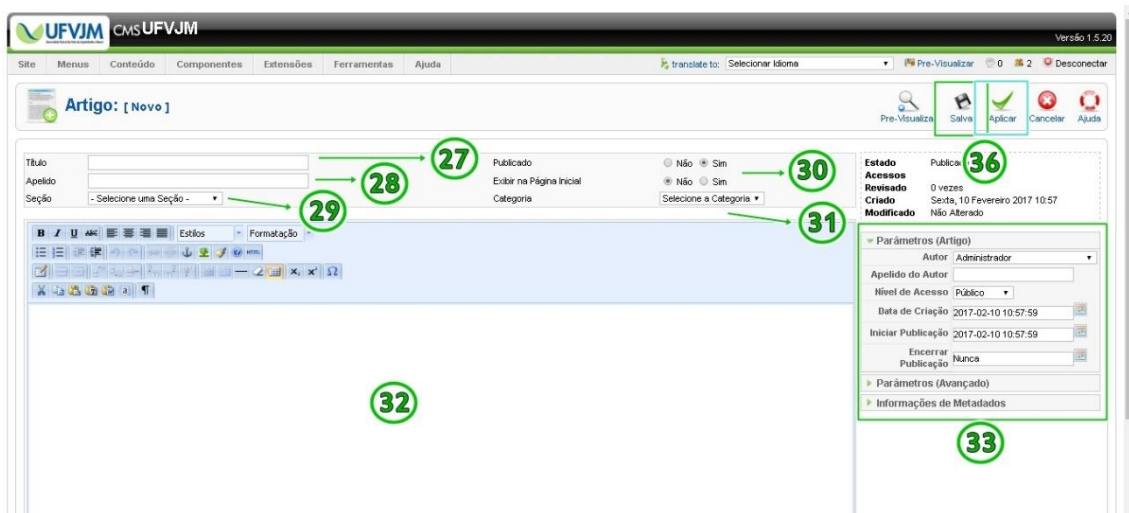 UFVJM CMS UFVJM
Versão 1.5.20
Site Menus Conteúdo Componentes Extensões Ferramentas Ajuda translate to: Selecionar Idioma Pre-Visualizar 0 2 Desconectar
Artigo: [ Novo ]
Pre-Visualiza Salva Aplicar Cancelar Ajuda
36
Título 27 Publicado Não Sim 30 Estado Publica
Apelido 28 Exibir na Página Inicial Não Sim Acessos
Seção - Selecione uma Seção - 29 Categoria Selecione a Categoria 31 Revisado 0 vezes
Criado Sexta, 10 Fevereiro 2017 10:57
Modificado Não Alterado
B I U ABC Estilos Formatação
HTML
Parâmetros (Artigo)
Autor Administrador
Apelido do Autor
Nível de Acesso Público
Data de Criação 2017-02-10 10:57:59
Iniciar Publicação 2017-02-10 10:57:59
Encerrar
Publicação Nunca
Parâmetros (Avançado)
Informações de Metadados
32
33